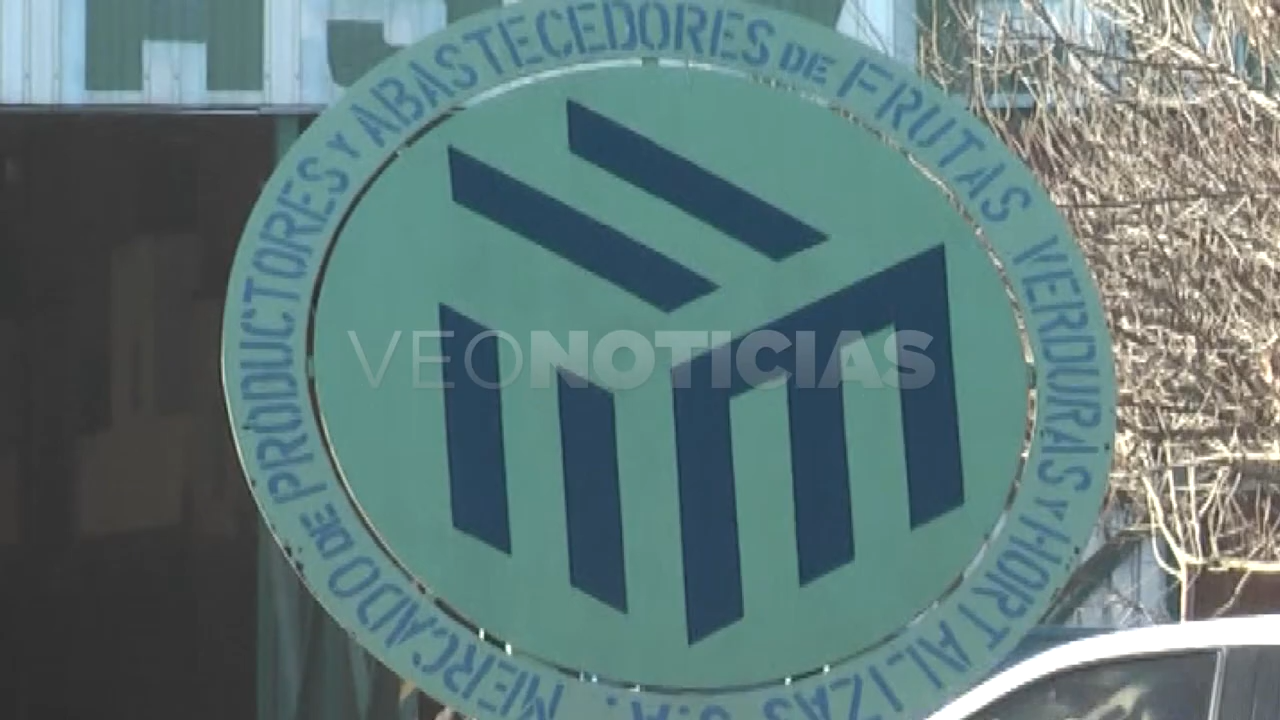 MERCADO DE PRODUCTORES Y ABASTECEDORES DE FRUTAS VERDURAS Y HORTALIZAS S.A.
VEONOTICIAS